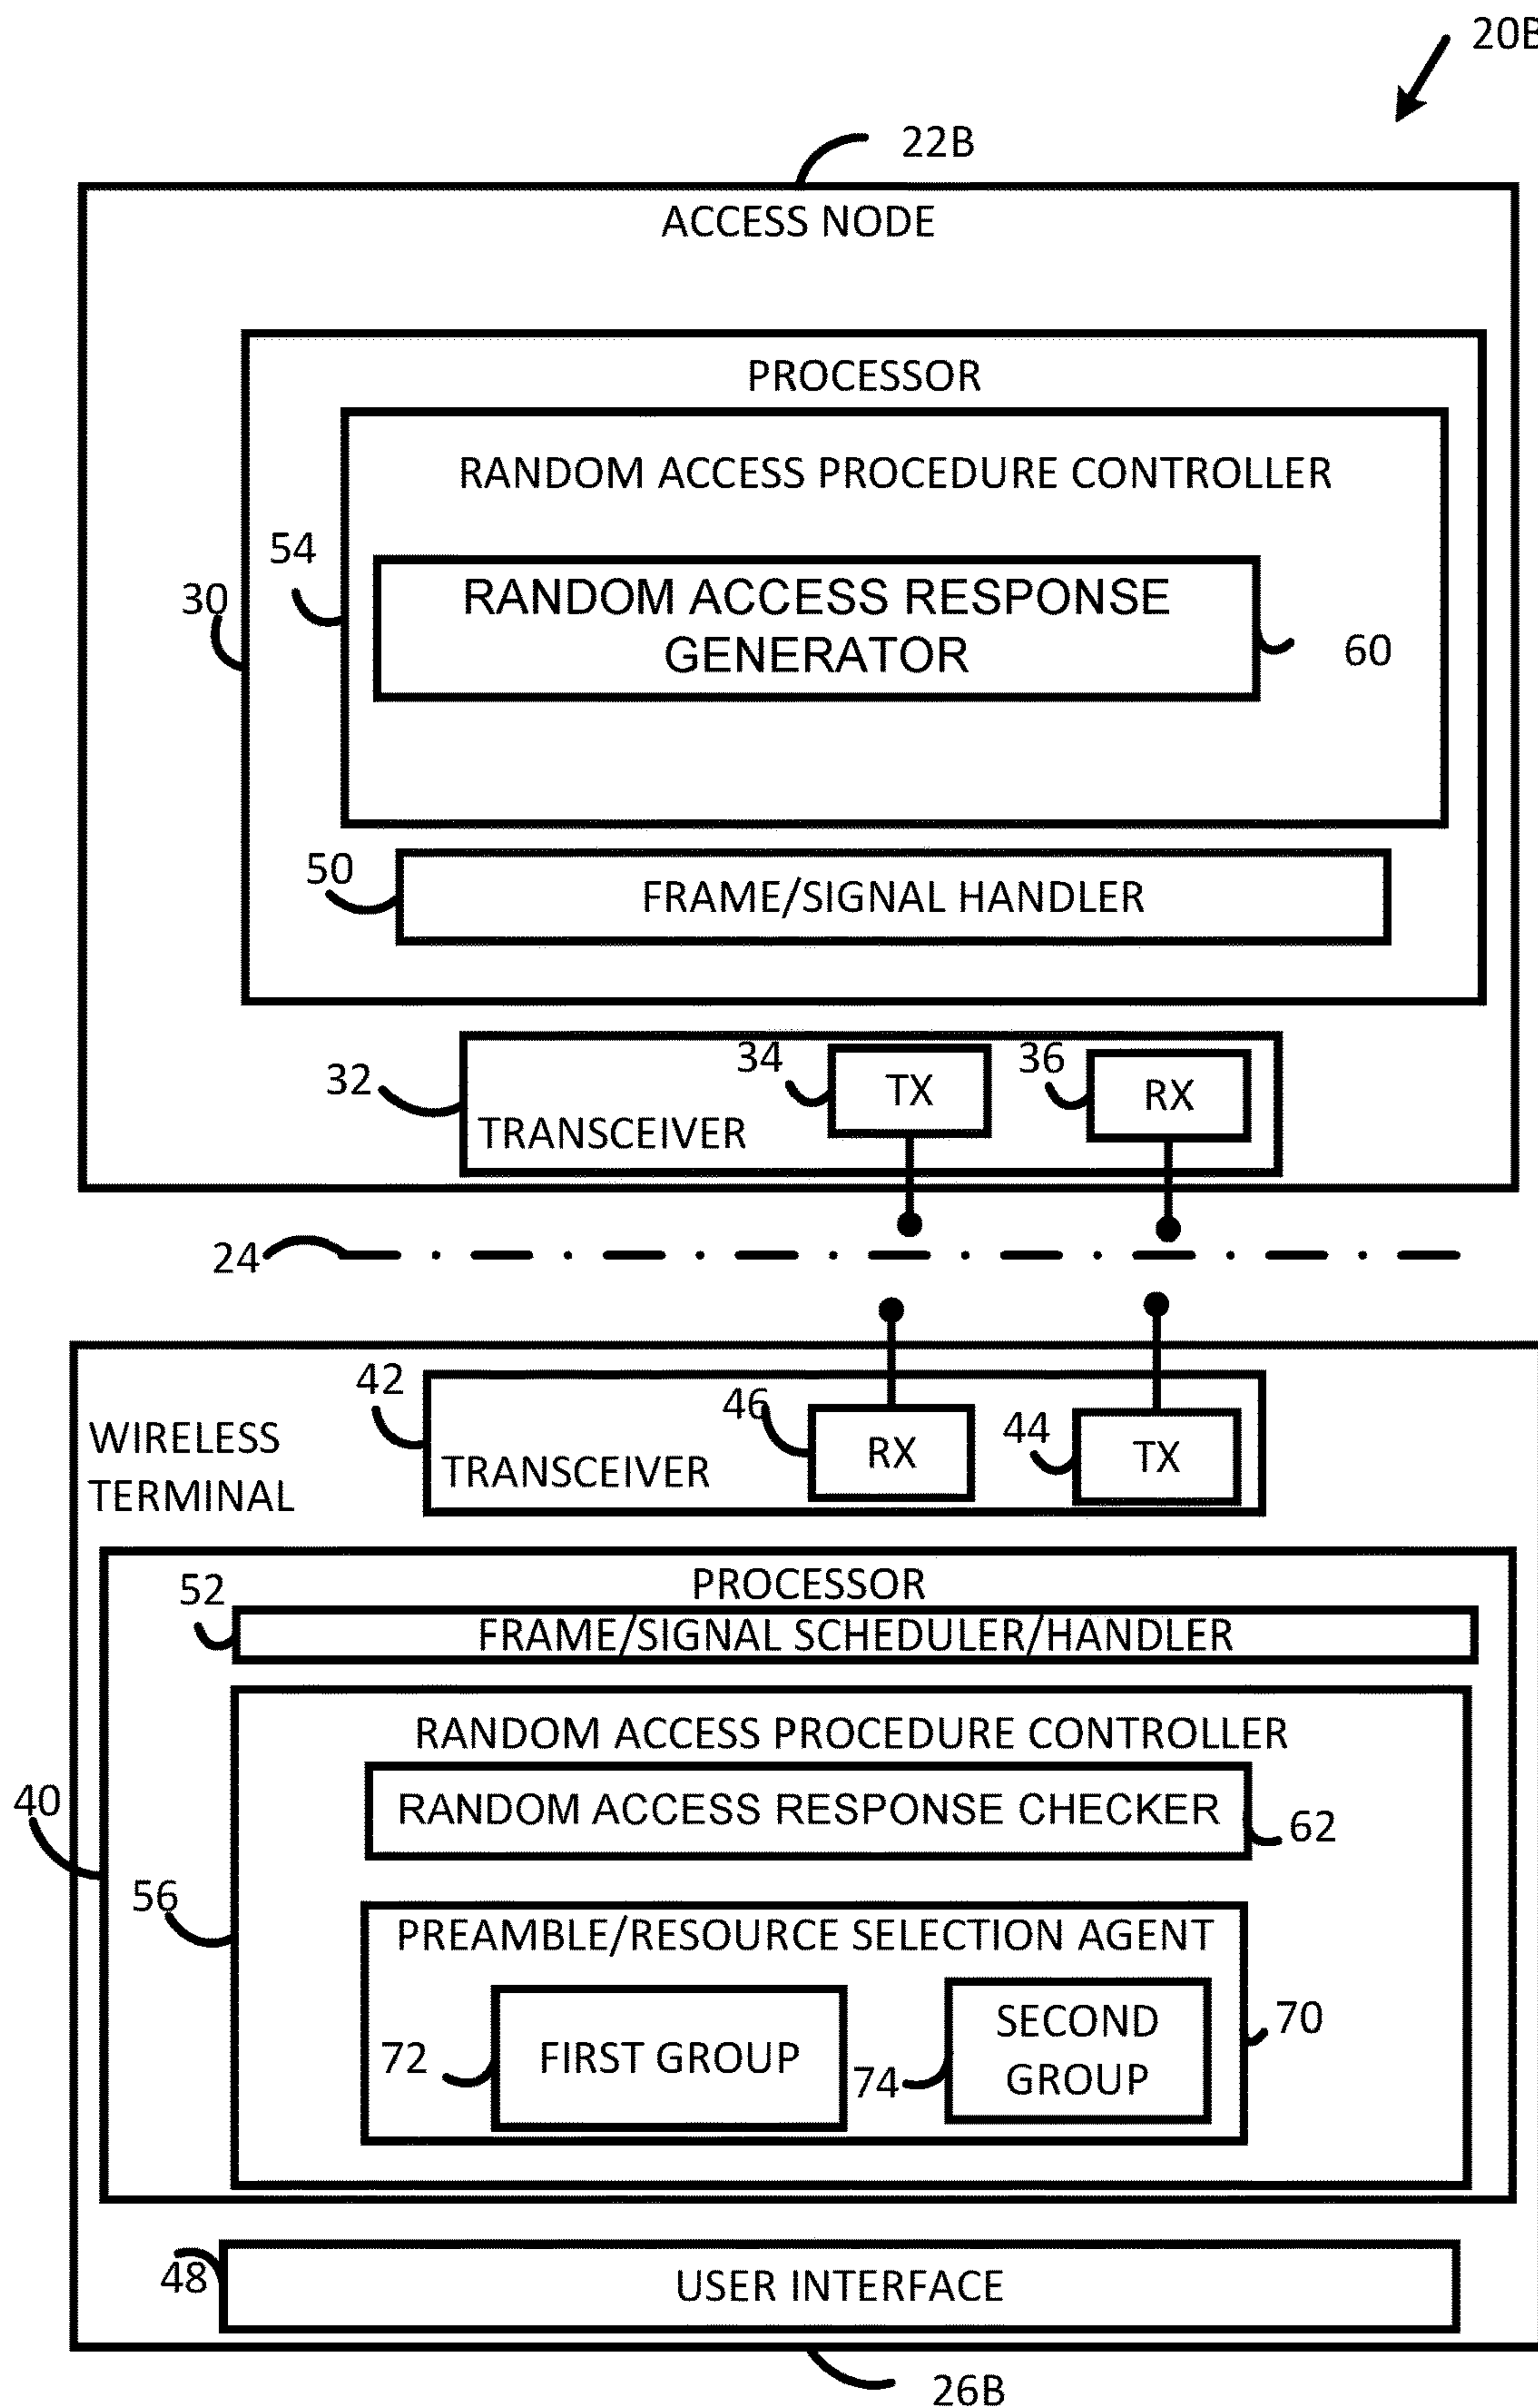 20B
22B
ACCESS NODE
PROCESSOR
RANDOM ACCESS PROCEDURE CONTROLLER
54
30
RANDOM ACCESS RESPONSE
GENERATOR
60
50
FRAME/SIGNAL HANDLER
32
TRANSCEIVER
34
TX
36
RX
24
42
TRANSCEIVER
46
RX
44
TX
WIRELESS
TERMINAL
PROCESSOR
52
FRAME/SIGNAL SCHEDULER/HANDLER
RANDOM ACCESS PROCEDURE CONTROLLER
40
RANDOM ACCESS RESPONSE CHECKER
62
56
PREAMBLE/RESOURCE SELECTION AGENT
72
FIRST GROUP
74
SECOND
GROUP
70
48
USER INTERFACE
26B